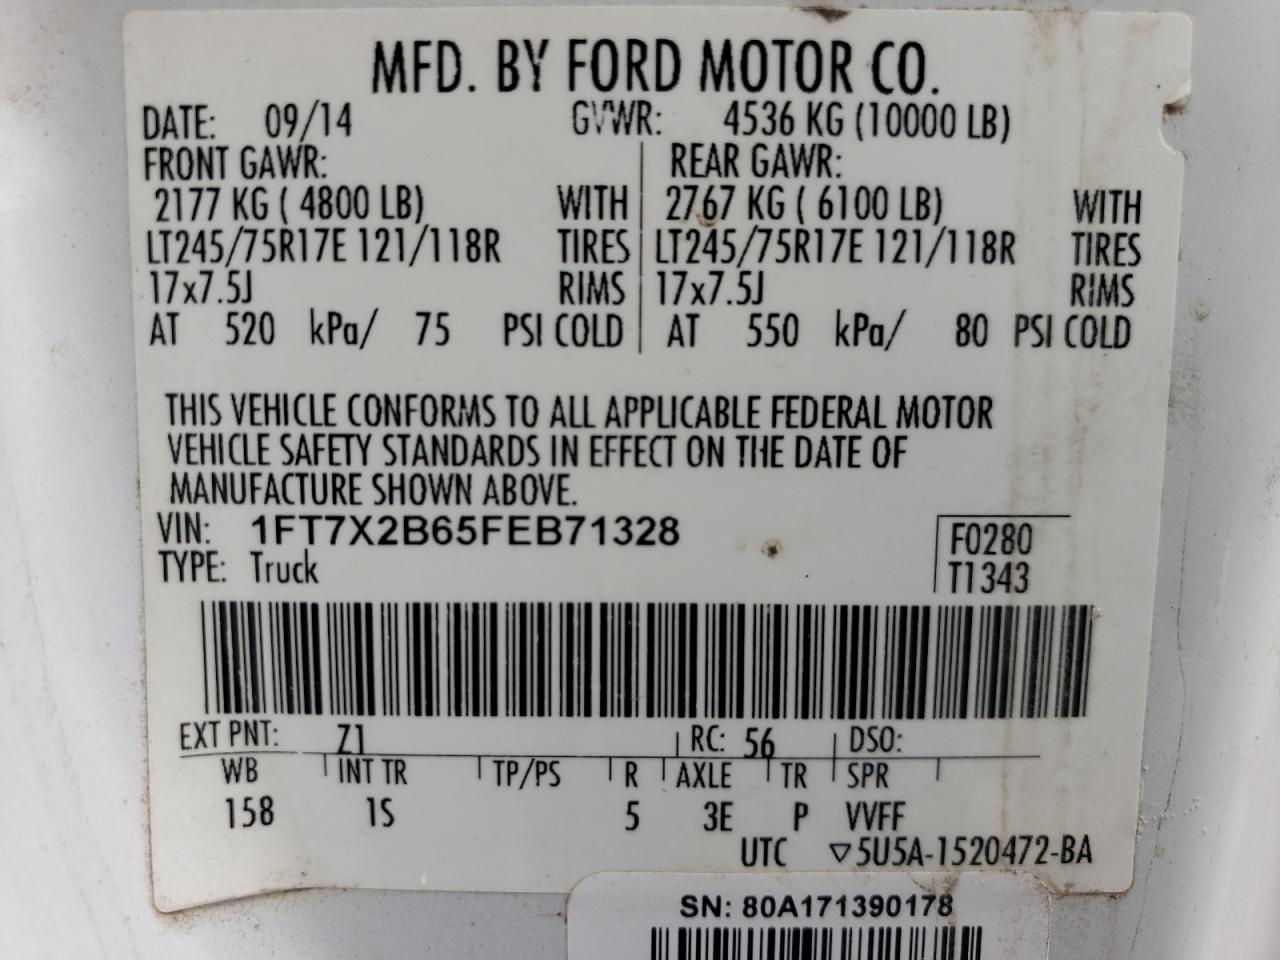 MFD. BY FORD MOTOR CO.
DATE: 09/14 GVWR: 4536 KG (10000 LB)
FRONT GAWR: REAR GAWR:
2177 KG ( 4800 LB) WITH 2767 KG ( 6100 LB) WITH
LT245/75R17E 121/118R TIRES LT245/75R17E 121/118R TIRES
17x7.5J RIMS 17x7.5J RIMS
AT 520 kPa/ 75 PSI COLD AT 550 kPa/ 80 PSI COLD
THIS VEHICLE CONFORMS TO ALL APPLICABLE FEDERAL MOTOR
VEHICLE SAFETY STANDARDS IN EFFECT ON THE DATE OF
MANUFACTURE SHOWN ABOVE.
VIN: 1FT7X2B65FEB71328 F0280
TYPE: Truck T1343
EXT PNT: Z1 RC: 56 DSO:
WB INT TR TP/PS R AXLE TR SPR
158 1S 5 3E P VVFF
UTC ▽5U5A-1520472-BA
SN: 80A171390178